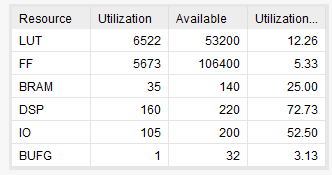 Resource Utilization Available Utilization...
LUT 6522 53200 12.26
FF 5673 106400 5.33
BRAM 35 140 25.00
DSP 160 220 72.73
IO 105 200 52.50
BUFG 1 32 3.13